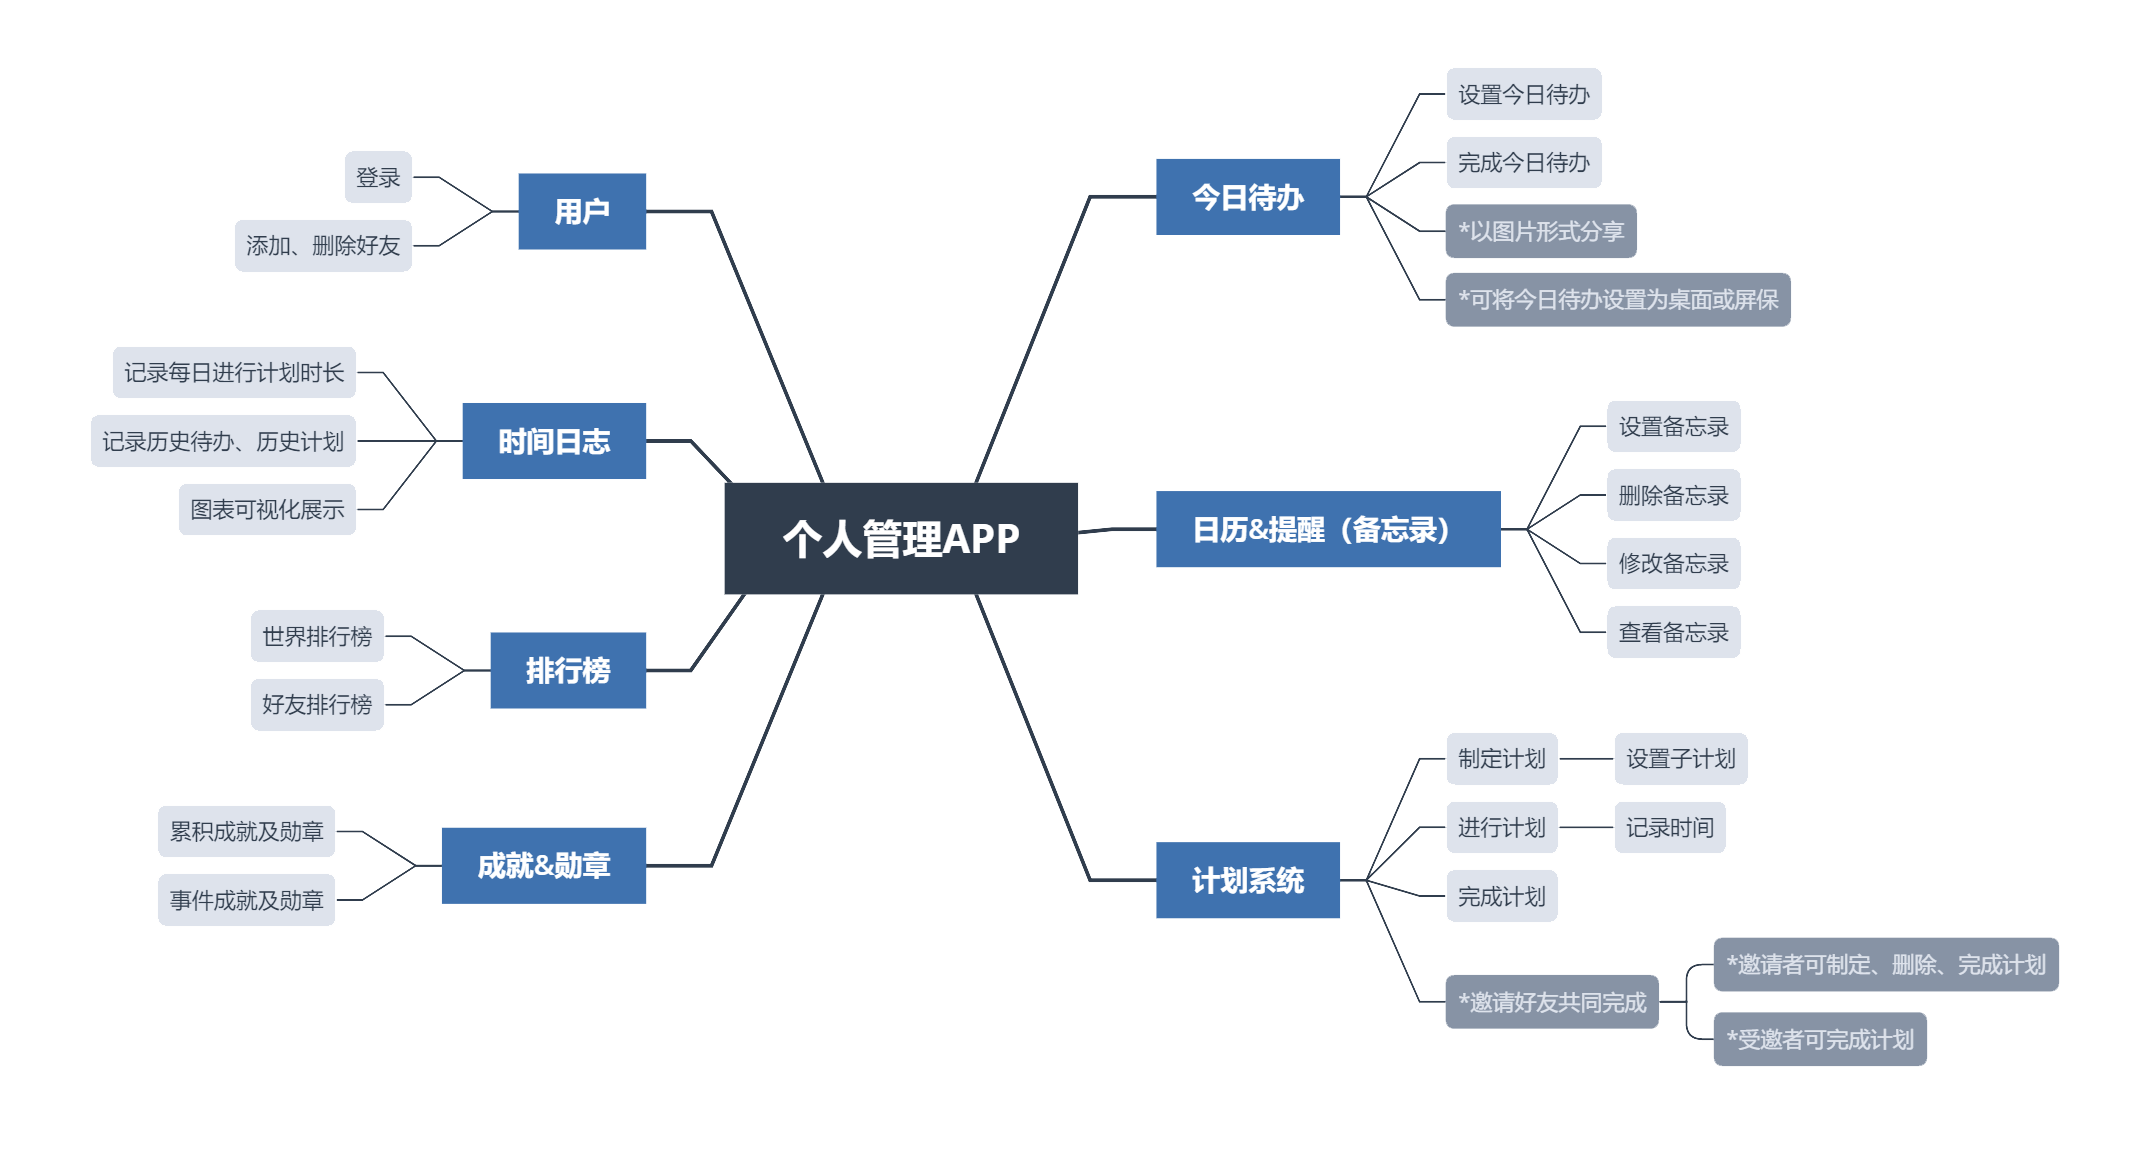 个人管理APP
用户
登录
添加、删除好友
时间日志
记录每日进行计划时长
记录历史待办、历史计划
图表可视化展示
排行榜
世界排行榜
好友排行榜
成就&勋章
累积成就及勋章
事件成就及勋章
今日待办
设置今日待办
完成今日待办
*以图片形式分享
*可将今日待办设置为桌面或屏保
日历&提醒（备忘录）
设置备忘录
删除备忘录
修改备忘录
查看备忘录
计划系统
制定计划
设置子计划
进行计划
记录时间
完成计划
*邀请好友共同完成
*邀请者可制定、删除、完成计划
*受邀者可完成计划